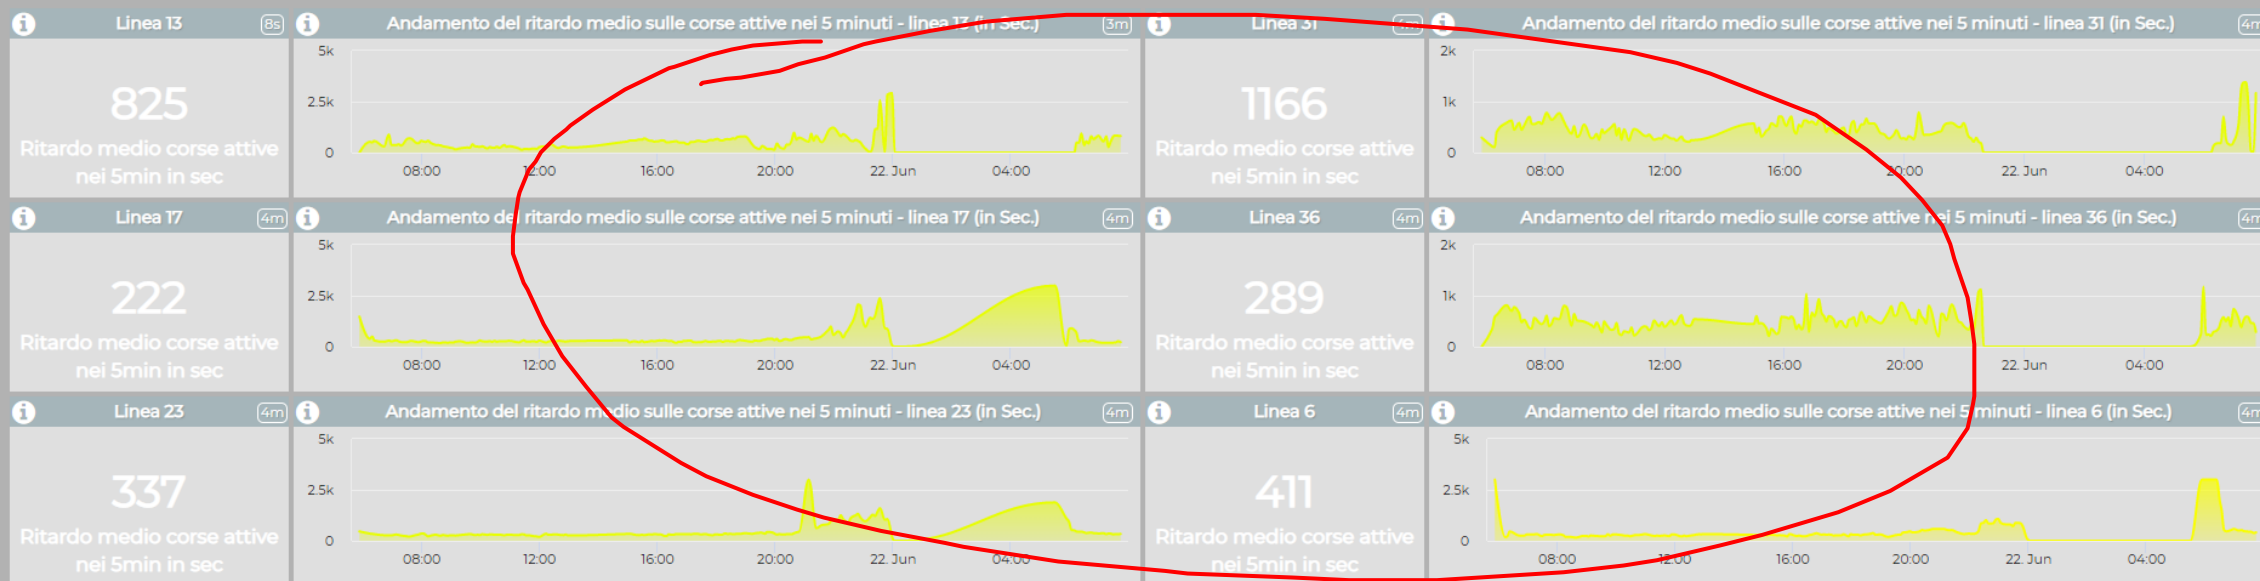 Linea 13 8s
Andamento del ritardo medio sulle corse attive nei 5 minuti - linea 13 (in Sec.) 3m
Linea 31 4m
Andamento del ritardo medio sulle corse attive nei 5 minuti - linea 31 (in Sec.) 4m
825
Ritardo medio corse attive
nei 5min in sec
5k
2.5k
0
08:00 12:00 16:00 20:00 22. Jun 04:00
1166
Ritardo medio corse attive
nei 5min in sec
2k
1k
0
08:00 12:00 16:00 20:00 22. Jun 04:00
Linea 17 4m
Andamento del ritardo medio sulle corse attive nei 5 minuti - linea 17 (in Sec.) 4m
Linea 36 4m
Andamento del ritardo medio sulle corse attive nei 5 minuti - linea 36 (in Sec.) 4m
222
Ritardo medio corse attive
nei 5min in sec
5k
2.5k
0
08:00 12:00 16:00 20:00 22. Jun 04:00
289
Ritardo medio corse attive
nei 5min in sec
2k
1k
0
08:00 12:00 16:00 20:00 22. Jun 04:00
Linea 23 4m
Andamento del ritardo medio sulle corse attive nei 5 minuti - linea 23 (in Sec.) 4m
Linea 6 4m
Andamento del ritardo medio sulle corse attive nei 5 minuti - linea 6 (in Sec.) 4m
337
Ritardo medio corse attive
nei 5min in sec
5k
2.5k
0
08:00 12:00 16:00 20:00 22. Jun 04:00
411
Ritardo medio corse attive
nei 5min in sec
5k
2.5k
0
08:00 12:00 16:00 20:00 22. Jun 04:00